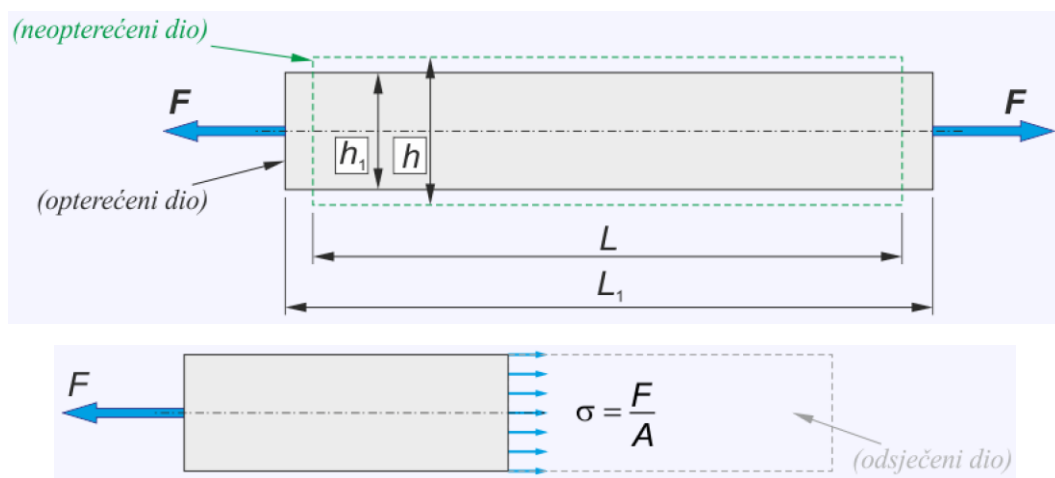 (neopterećeni dio)
F
F
h₁
h
(opterećeni dio)
L
L₁
F
σ = F/A
(odsječeni dio)